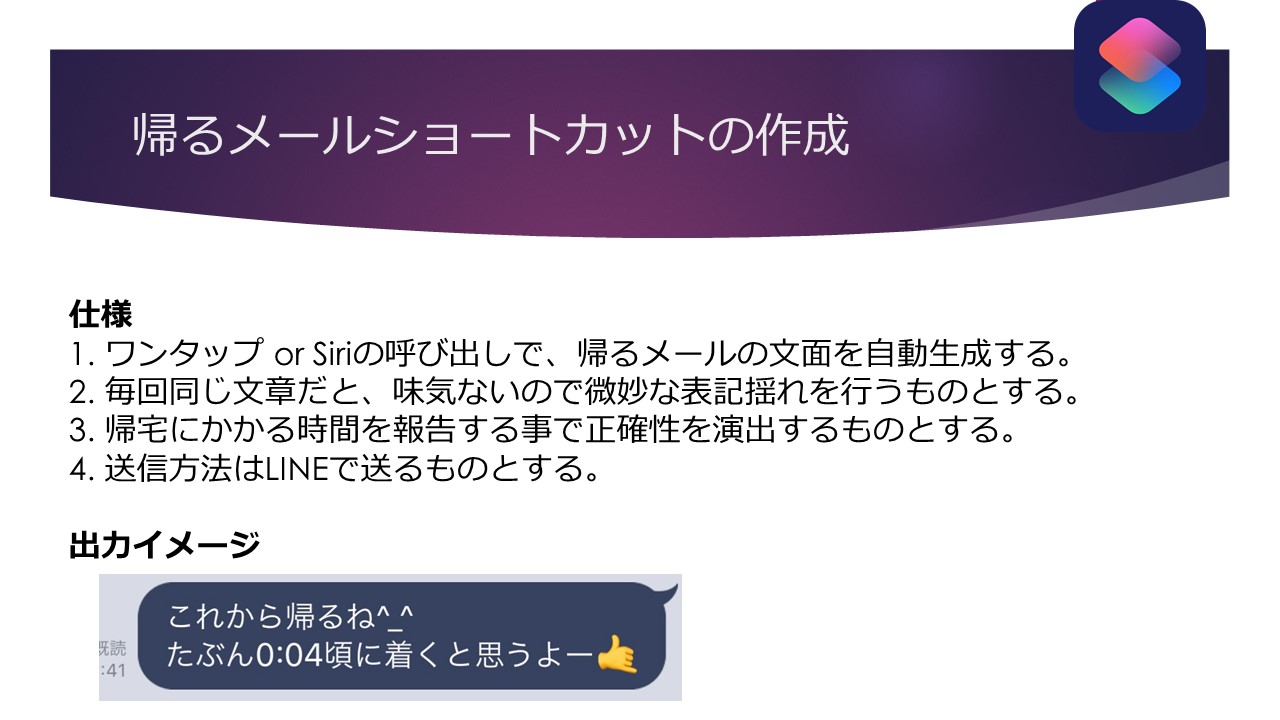 帰るメールショートカットの作成
仕様
1. ワンタップ or Siriの呼び出しで、帰るメールの文面を自動生成する。
2. 毎回同じ文章だと、味気ないので微妙な表記揺れを行うものとする。
3. 帰宅にかかる時間を報告する事で正確性を演出するものとする。
4. 送信方法はLINEで送るものとする。
出力イメージ
これから帰るね^_^
たぶん0:04頃に着くと思うよー🤙
既読
:41